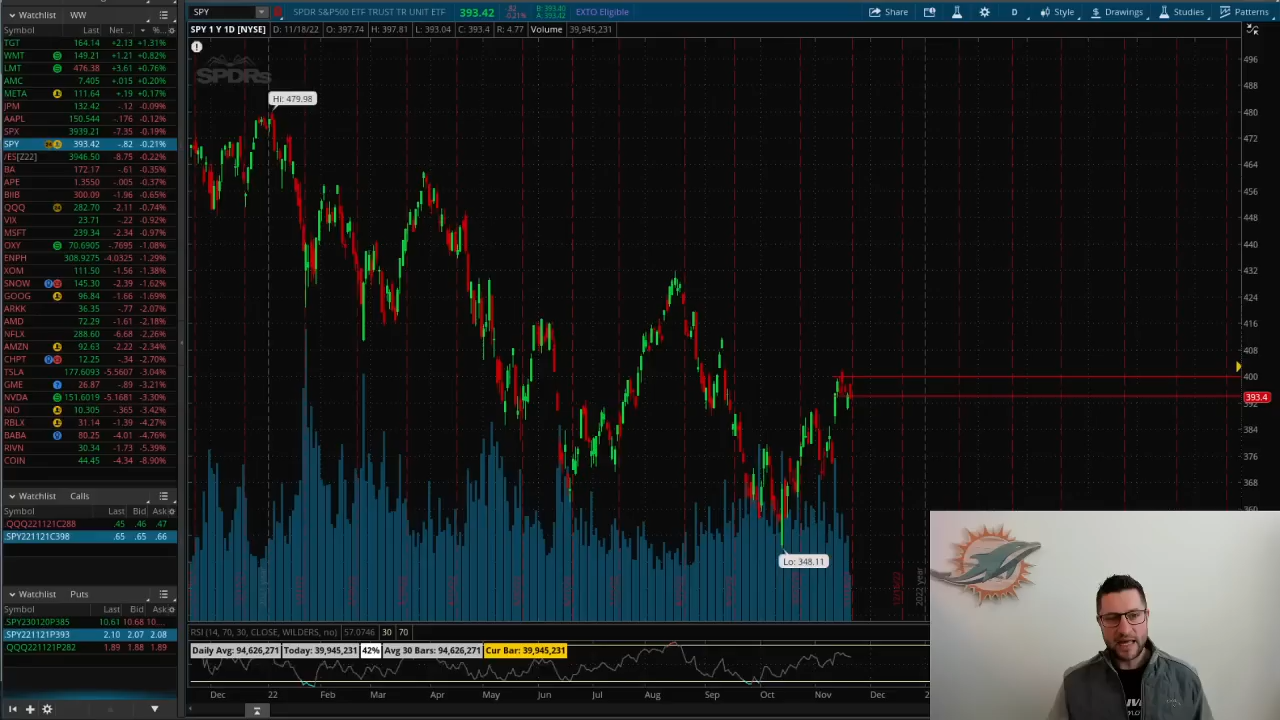 Watchlist WW
Symbol Last Net ... %...
TGT 164.14 +2.13 +1.31%
WMT 149.21 +1.21 +0.82%
LMT 476.38 +3.61 +0.76%
AMC 7.405 +.015 +0.20%
META 111.64 +.19 +0.17%
JPM 132.42 -.12 -0.09%
AAPL 150.544 -.176 -0.12%
SPX 3939.21 -7.35 -0.19%
SPY 393.42 -.82 -0.21%
/ES[Z22] 3946.50 -8.75 -0.22%
BA 172.17 -.61 -0.35%
APE 1.3550 -.005 -0.37%
BIIB 300.09 -1.96 -0.65%
QQQ 282.70 -2.11 -0.74%
VIX 23.71 -.22 -0.92%
MSFT 239.34 -2.34 -0.97%
OXY 70.6905 -.7695 -1.08%
ENPH 308.9275 -4.0325 -1.29%
XOM 111.50 -1.56 -1.38%
SNOW 145.30 -2.39 -1.62%
GOOG 96.84 -1.66 -1.69%
ARKK 36.35 -.77 -2.07%
AMD 72.29 -1.61 -2.18%
NFLX 288.60 -6.68 -2.26%
AMZN 92.63 -2.22 -2.34%
CHPT 12.25 -.34 -2.70%
TSLA 177.6093 -5.5607 -3.04%
GME 26.87 -.89 -3.21%
NVDA 151.6019 -5.1681 -3.30%
NIO 10.305 -.365 -3.42%
RBLX 31.14 -1.39 -4.27%
BABA 80.25 -4.01 -4.76%
RIVN 30.34 -1.73 -5.39%
COIN 44.45 -4.34 -8.90%
Watchlist Calls
Symbol Last Bid Ask
.QQQ221121C288 .45 .46 .47
.SPY221121C398 .65 .65 .66
Watchlist Puts
Symbol Last Bid Ask
.SPY230120P385 10.61 10.68 10....
.SPY221121P393 2.10 2.07 2.08
.QQQ221121P282 1.89 1.88 1.89
SPY SPDR S&P500 ETF TRUST TR UNIT ETF 393.42 -.82 -0.21% B: 393.40 A: 393.42 EXTO Eligible Share D Style Drawings Studies Patterns
SPY 1 Y 1D [NYSE] D: 11/18/22 O: 397.74 H: 397.81 L: 393.04 C: 393.4 R: 4.77 Volume 39,945,231
SPDRs
Hi: 479.98
Lo: 348.11
496
488
480
472
464
456
448
440
432
424
416
408
400
393.4
392
384
376
368
360
2022 year
RSI (14, 70, 30, CLOSE, WILDERS, no) 57.0746 30 70
Daily Avg: 94,626,271 Today: 39,945,231 42% Avg 30 Bars: 94,626,271 Cur Bar: 39,945,231
Dec 22 Feb Mar Apr May Jun Jul Aug Sep Oct Nov Dec